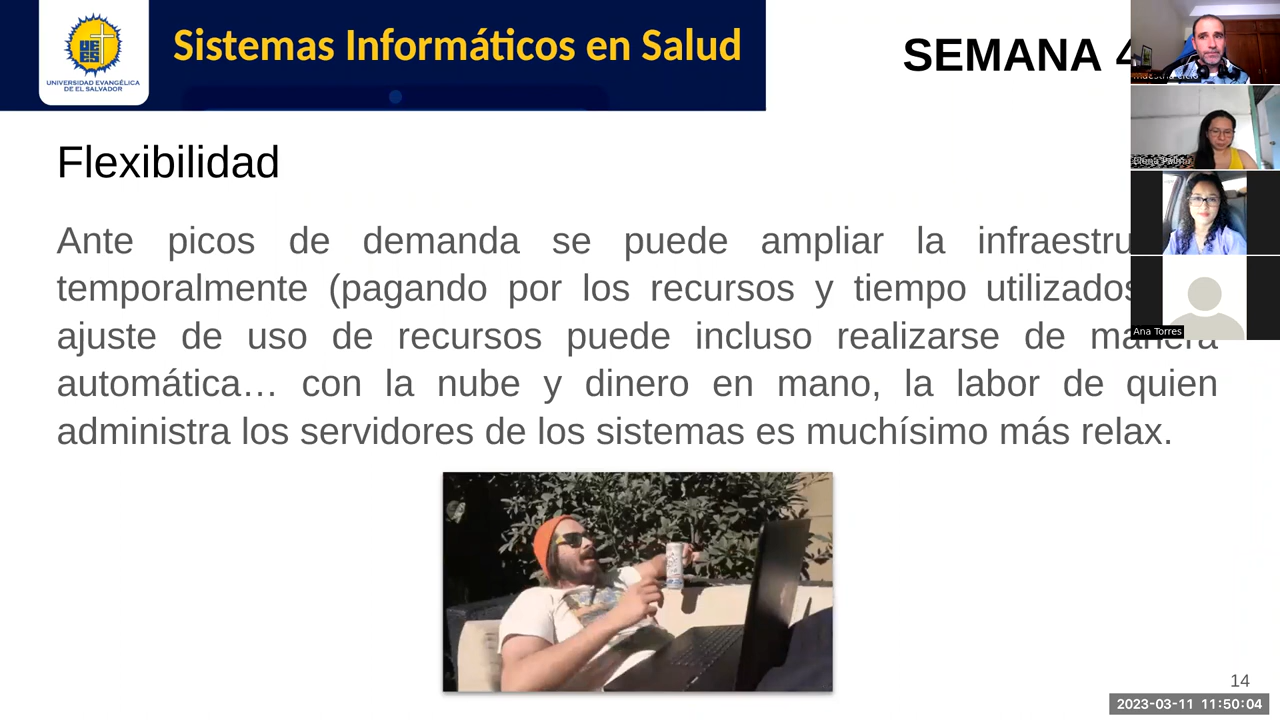 Sistemas Informáticos en Salud
UNIVERSIDAD EVANGÉLICA
DE EL SALVADOR
SEMANA 4
Flexibilidad
Ante picos de demanda se puede ampliar la
temporalmente (pagando por los recursos y tiempo utilizados
ajuste de uso de recursos puede incluso realizarse de manera
automática… con la nube y dinero en mano, la labor de quien
administra los servidores de los sistemas es muchísimo más relax.
Ana Torres
14
2023-03-11 11:50:04